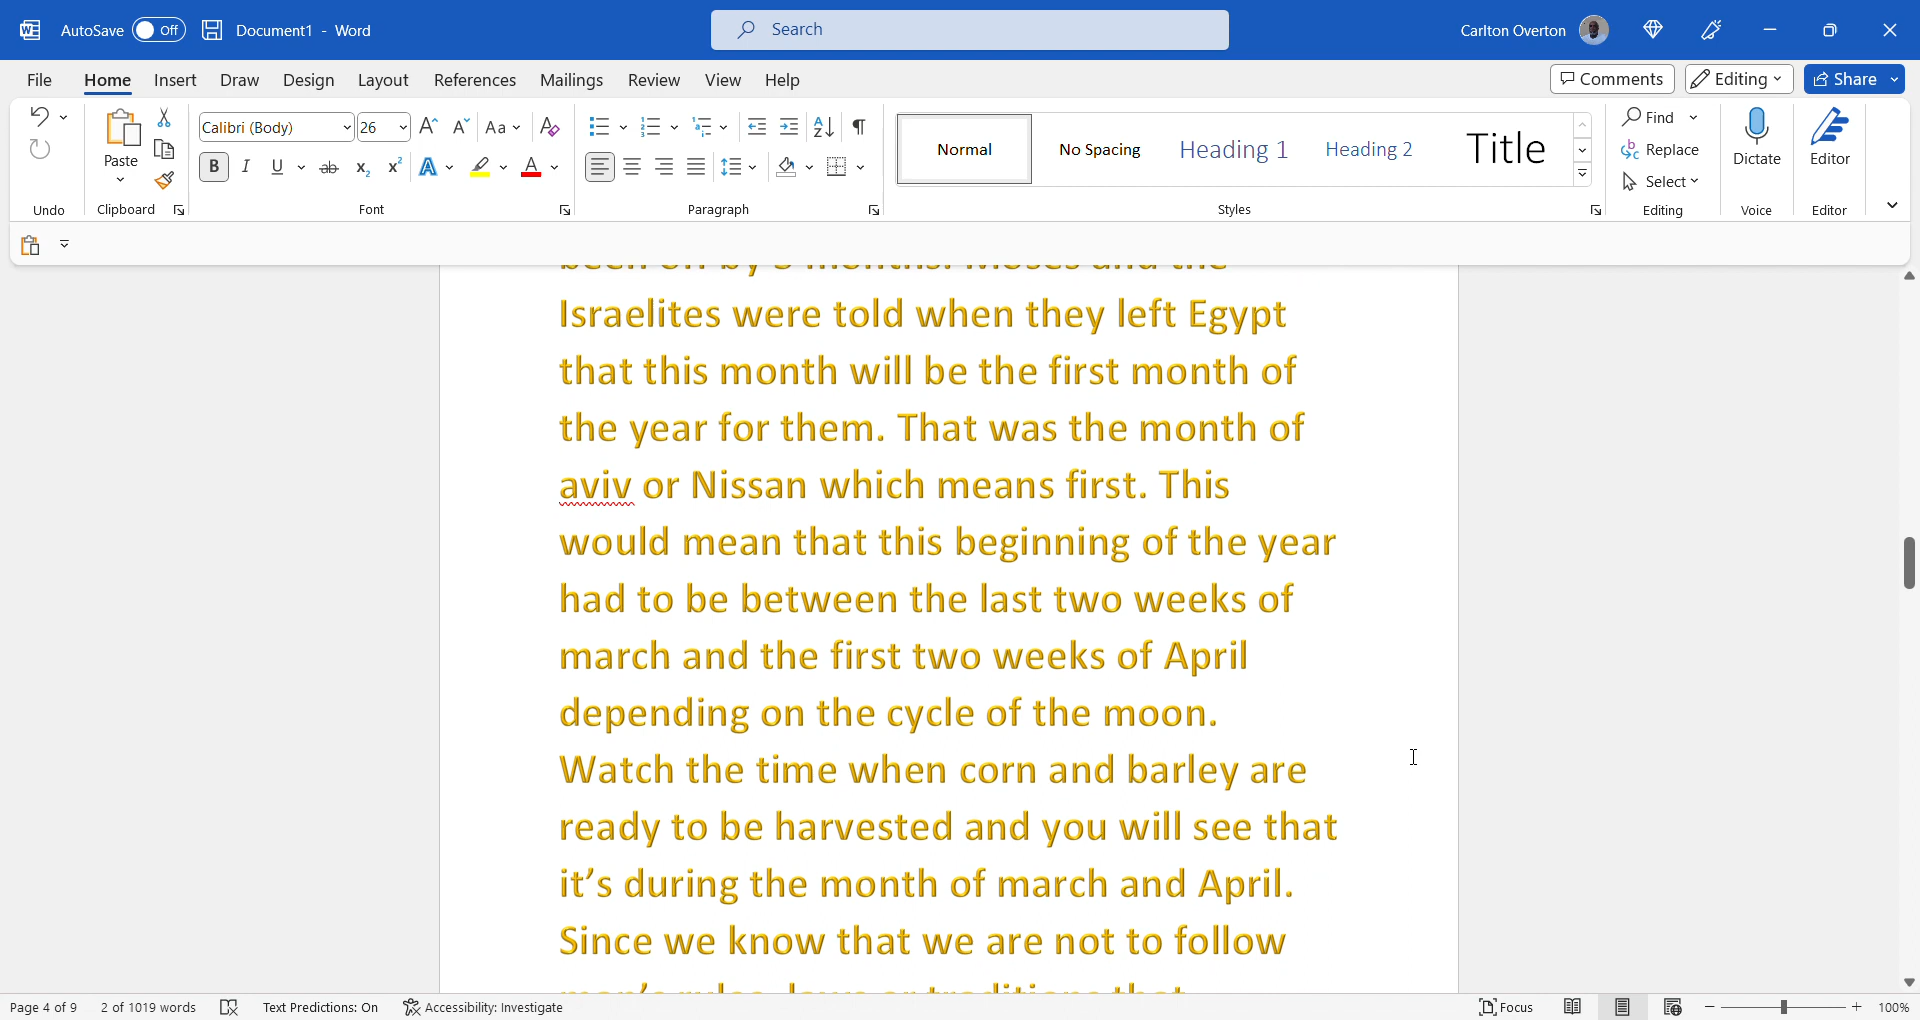 AutoSave Off Document1 - Word Search Carlton Overton
File Home Insert Draw Design Layout References Mailings Review View Help Comments Editing Share
Calibri (Body) 26 Aa
Paste B I U ab x2 x2 A A
Normal No Spacing Heading 1 Heading 2 Title
Find
Replace
Select
Dictate Editor
Undo Clipboard Font Paragraph Styles Editing Voice Editor
been off by 3 months. Moses and the
Israelites were told when they left Egypt
that this month will be the first month of
the year for them. That was the month of
aviv or Nissan which means first. This
would mean that this beginning of the year
had to be between the last two weeks of
march and the first two weeks of April
depending on the cycle of the moon.
Watch the time when corn and barley are
ready to be harvested and you will see that
it’s during the month of march and April.
Since we know that we are not to follow
man’s rules, laws or traditions that
Page 4 of 9 2 of 1019 words Text Predictions: On Accessibility: Investigate Focus 100%